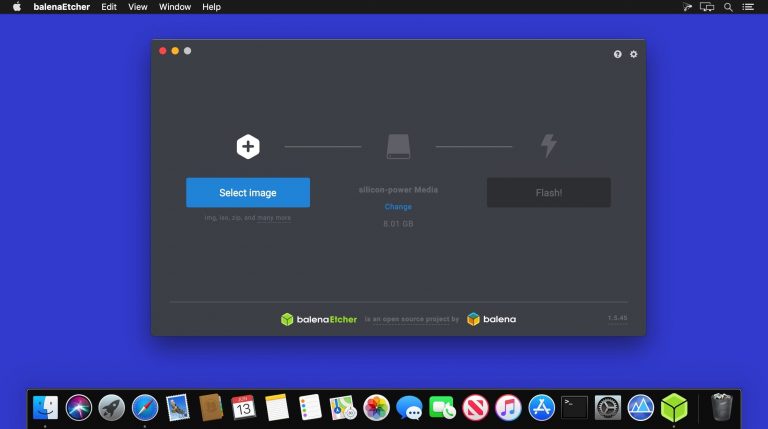 balenaEtcher Edit View Window Help
Select image
silicon-power Media
Flash!
Change
img, iso, zip, and many more
8.01 GB
balenaEtcher is an open source project by balena
1.5.45
JUN
13